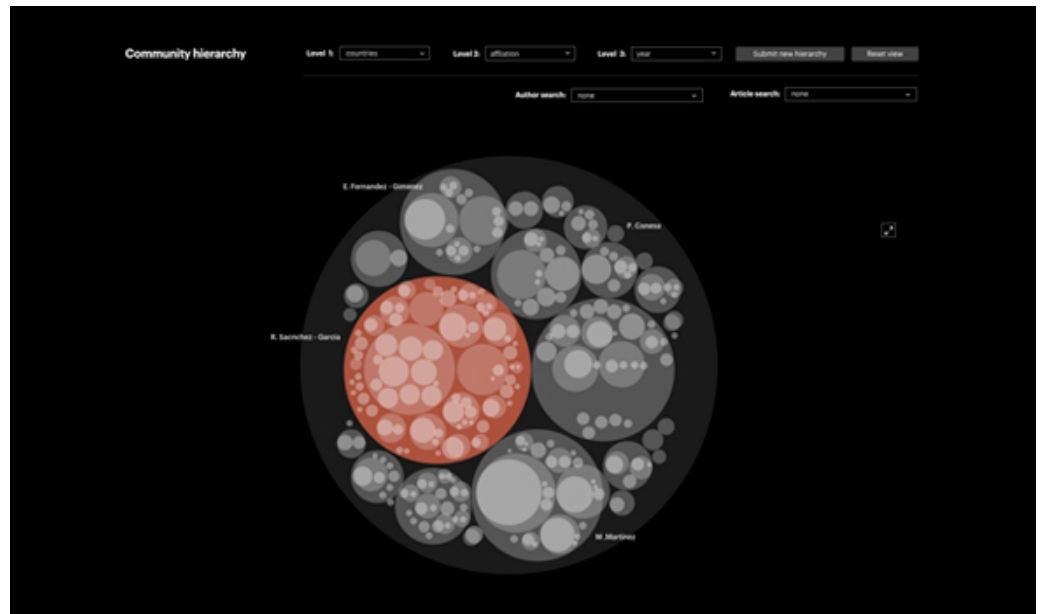 Community hierarchy
Level 1: countries
Level 2: affiliation
Level 3: year
Submit new hierarchy
Reset view
Author search: none
Article search: none
E. Fernandez - Gimenez
P. Conesa
R. Sacnchez - Garcia
M. Martinez